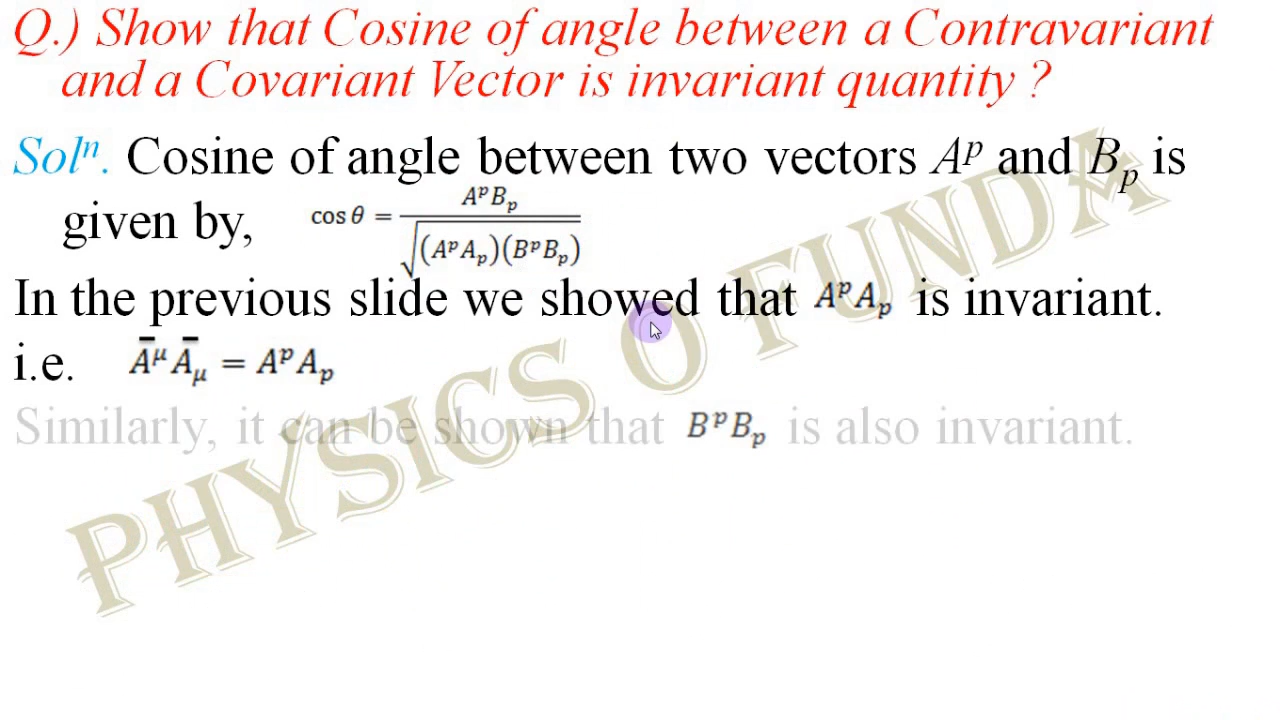 Q.) Show that Cosine of angle between a Contravariant
and a Covariant Vector is invariant quantity ?
Solⁿ. Cosine of angle between two vectors Aᵖ and Bₚ is
given by, cos θ = AᵖBₚ / √(AᵖAₚ)(BᵖBₚ)
In the previous slide we showed that AᵖAₚ is invariant.
i.e. Ā^μ Ā_μ = AᵖAₚ
Similarly, it can be shown that BᵖBₚ is also invariant.
PHYSICS O FUNDA